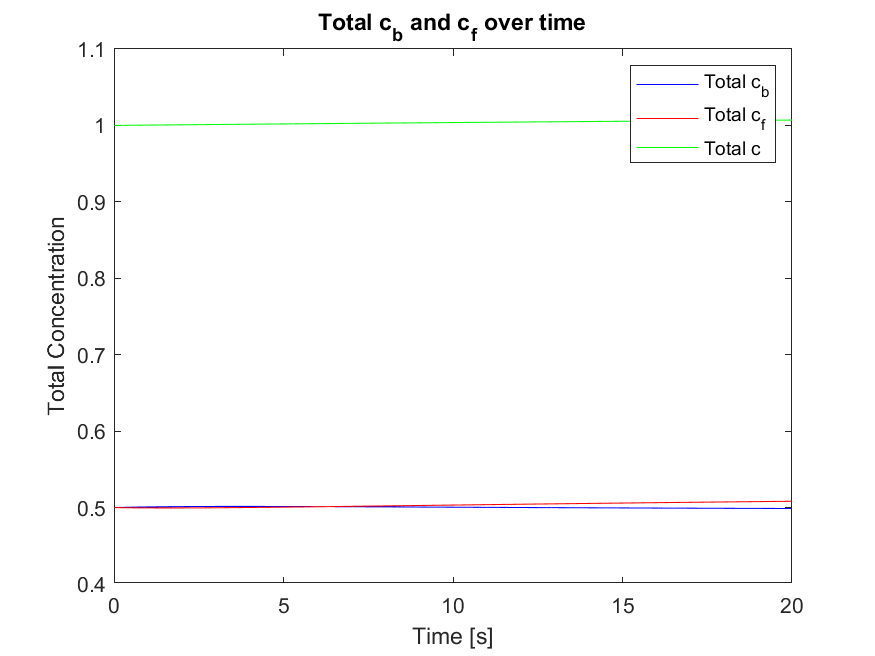 Total c_b and c_f over time
1.1
1
0.9
0.8
0.7
0.6
0.5
0.4
Total Concentration
Total c_b
Total c_f
Total c
0 5 10 15 20
Time [s]